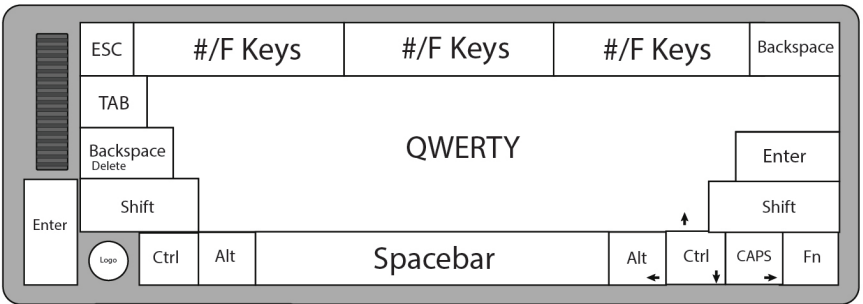 ESC #/F Keys #/F Keys #/F Keys Backspace
TAB
QWERTY
Backspace
Delete
Enter
Shift
Shift
Enter
Logo
Ctrl
Alt
Spacebar
Alt
Ctrl
CAPS
Fn